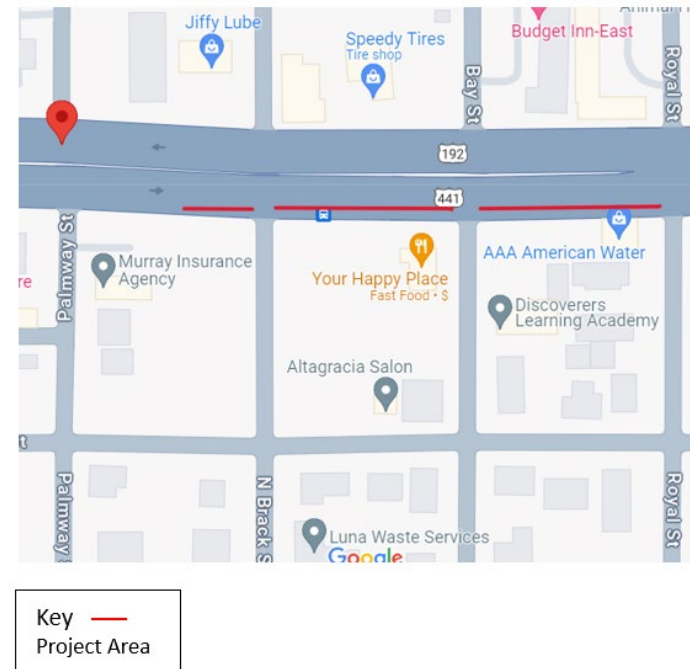 Jiffy Lube
Speedy Tires
Tire shop
Budget Inn-East
Bay St
Royal St
192
441
Palmway St
Murray Insurance
Agency
re
Your Happy Place
Fast Food • $
AAA American Water
Discoverers
Learning Academy
Altagracia Salon
t
Palmway
N Brack S
Luna Waste Services
Google
Royal St
Key
Project Area